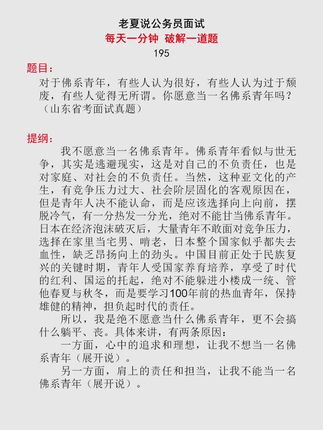 老夏说公务员面试
每天一分钟 破解一道题
195
题目：
对于佛系青年，有些人认为很好，有些人认为过于颓
废，有些人觉得无所谓。你愿意当一名佛系青年吗？
（山东省考面试真题）
提纲：
我不愿意当一名佛系青年。佛系青年看似与世无
争，其实是逃避现实，这是对自己的不负责任，也是
对家庭、对社会的不负责任。当然，这种亚文化的产
生，有竞争压力过大、社会阶层固化的客观原因在，
但是青年人决不能认命，而是应该选择向上向前，摆
脱冷气，有一分热发一分光，绝对不能甘当佛系青年。
日本在经济泡沫破灭后，大量青年不敢面对竞争压力，
选择在家里当宅男、啃老，日本整个国家似乎都失去
血性，缺乏昂扬向上的劲头。中国目前正处于民族复
兴的关键时期，青年人受国家养育培养，享受了时代
的红利、国运的托起，绝对不能躲进小楼成一统、管
他春夏与秋冬，而是要学习100年前的热血青年，保持
雄健的精神，担负起时代的责任。
所以，我是绝不愿意当什么佛系青年，更不会搞
什么躺平、丧。具体来讲，有两条原因：
一方面，心中的追求和理想，让我不想当一名佛
系青年（展开说）。
另一方面，肩上的责任和担当，让我不能当一名
佛系青年（展开说）。